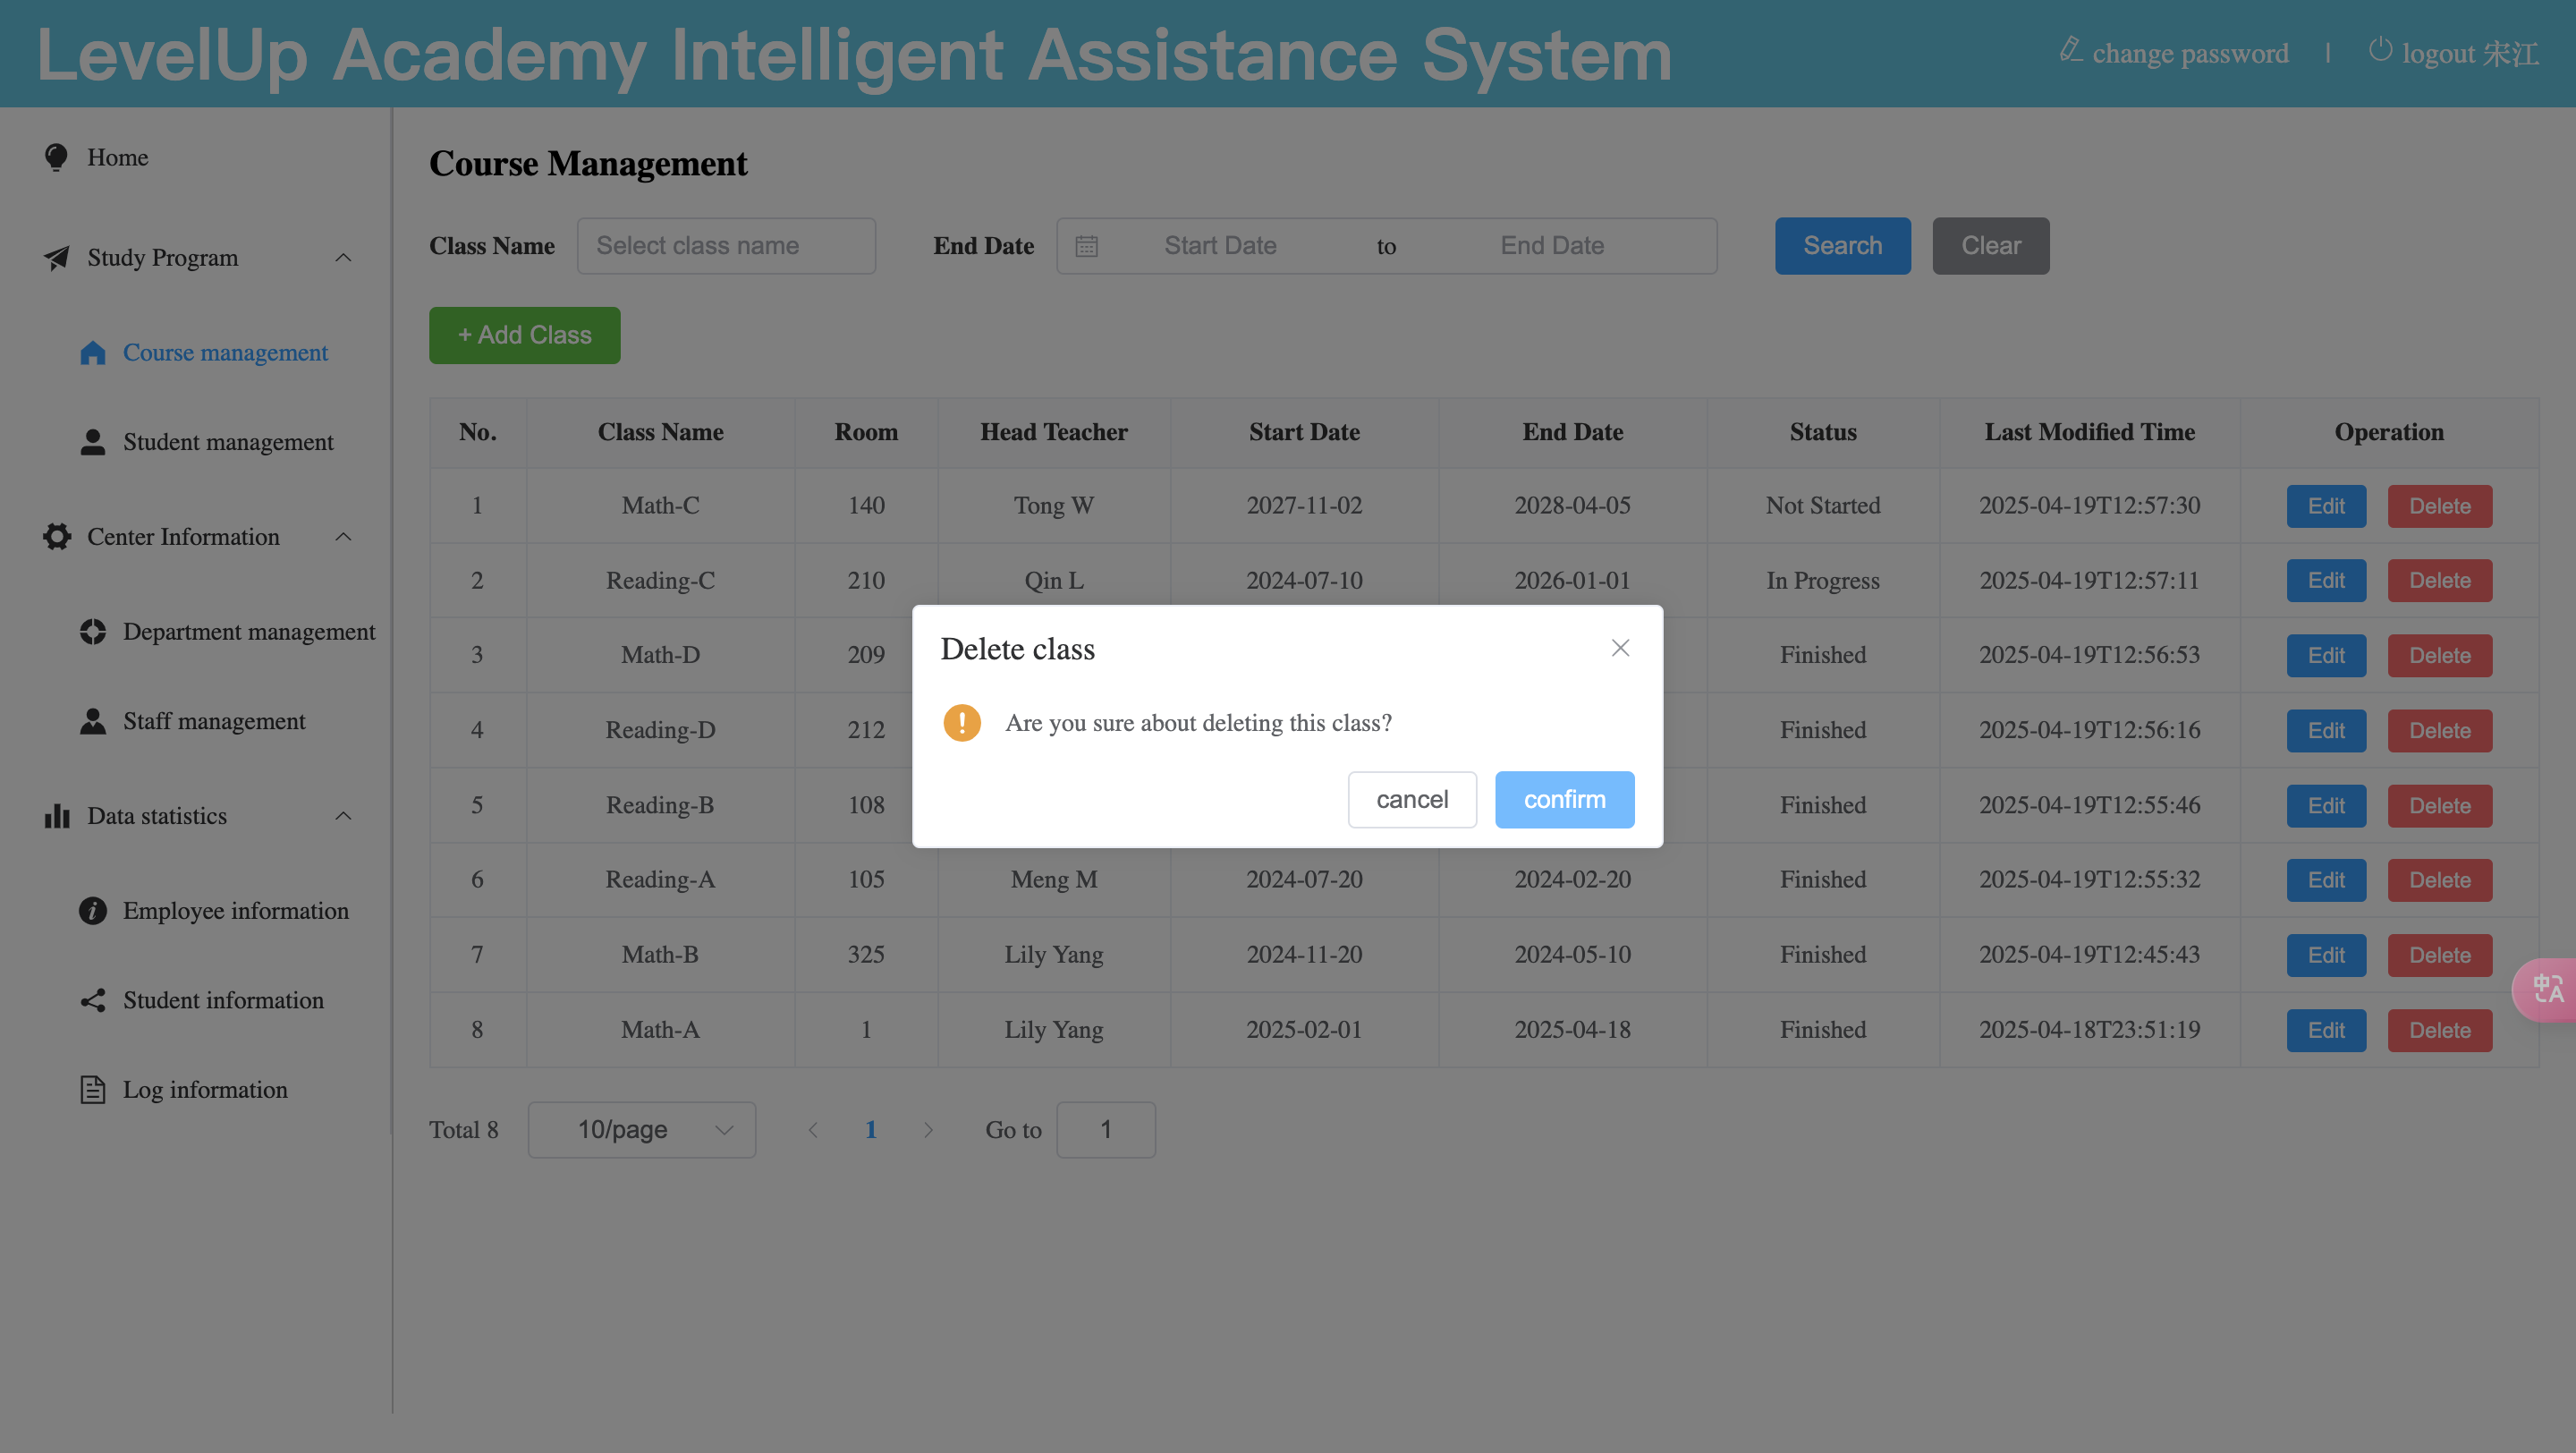 LevelUp Academy Intelligent Assistance System
change password | logout 宋江
Home
Study Program
Course management
Student management
Center Information
Department management
Staff management
Data statistics
Employee information
Student information
Log information
Course Management
Class Name Select class name End Date Start Date to End Date Search Clear
+ Add Class
No. Class Name Room Head Teacher Start Date End Date Status Last Modified Time Operation
1 Math-C 140 Tong W 2027-11-02 2028-04-05 Not Started 2025-04-19T12:57:30 Edit Delete
2 Reading-C 210 Qin L 2024-07-10 2026-01-01 In Progress 2025-04-19T12:57:11 Edit Delete
3 Math-D 209 Finished 2025-04-19T12:56:53 Edit Delete
4 Reading-D 212 Finished 2025-04-19T12:56:16 Edit Delete
5 Reading-B 108 Finished 2025-04-19T12:55:46 Edit Delete
6 Reading-A 105 Meng M 2024-07-20 2024-02-20 Finished 2025-04-19T12:55:32 Edit Delete
7 Math-B 325 Lily Yang 2024-11-20 2024-05-10 Finished 2025-04-19T12:45:43 Edit Delete
8 Math-A 1 Lily Yang 2025-02-01 2025-04-18 Finished 2025-04-18T23:51:19 Edit Delete
Total 8 10/page 1 Go to 1
Delete class
Are you sure about deleting this class?
cancel confirm
中A